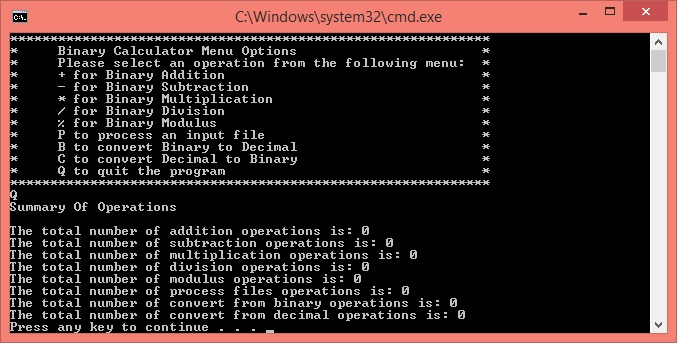 C:\Windows\system32\cmd.exe
************************************************************
* Binary Calculator Menu Options *
* Please select an operation from the following menu: *
* + for Binary Addition *
* - for Binary Subtraction *
* * for Binary Multiplication *
* / for Binary Division *
* % for Binary Modulus *
* P to process an input file *
* B to convert Binary to Decimal *
* C to convert Decimal to Binary *
* Q to quit the program *
************************************************************
Q
Summary Of Operations
The total number of addition operations is: 0
The total number of subtraction operations is: 0
The total number of multiplication operations is: 0
The total number of division operations is: 0
The total number of modulus operations is: 0
The total number of process files operations is: 0
The total number of convert from binary operations is: 0
The total number of convert from decimal operations is: 0
Press any key to continue . . . _